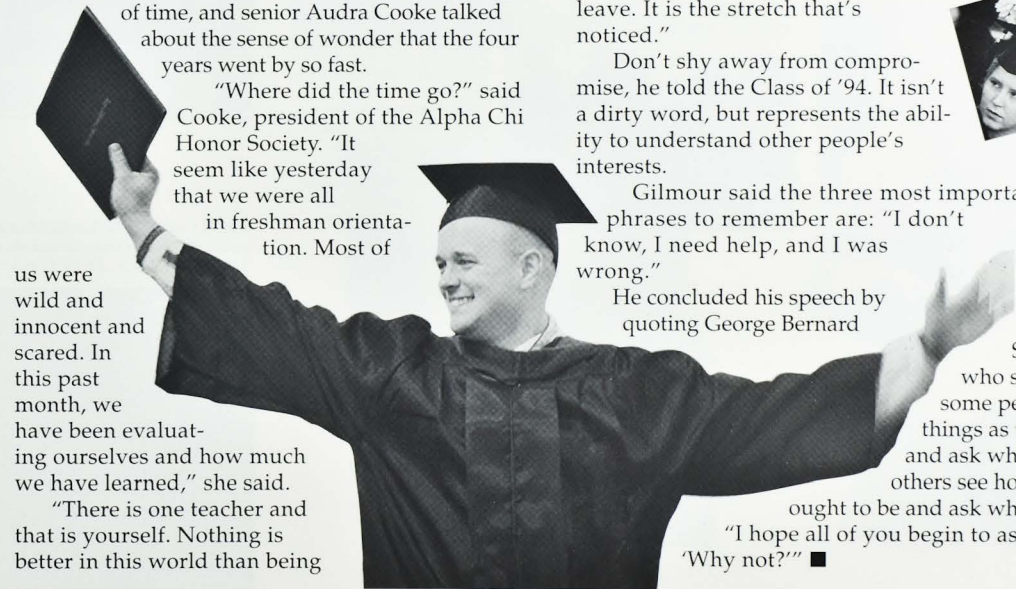 of time, and senior Audra Cooke talked
about the sense of wonder that the four
years went by so fast.
"Where did the time go?" said
Cooke, president of the Alpha Chi
Honor Society. "It
seem like yesterday
that we were all
in freshman orienta-
tion. Most of
us were
wild and
innocent and
scared. In
this past
month, we
have been evaluat-
ing ourselves and how much
we have learned," she said.
"There is one teacher and
that is yourself. Nothing is
better in this world than being
leave. It is the stretch that's
noticed."
Don't shy away from compro-
mise, he told the Class of '94. It isn't
a dirty word, but represents the abil-
ity to understand other people's
interests.
Gilmour said the three most importa
phrases to remember are: "I don't
know, I need help, and I was
wrong."
He concluded his speech by
quoting George Bernard
who
some
things as
and ask
others see
ought to be and ask
"I hope all of you begin to
'Why not?'" ■